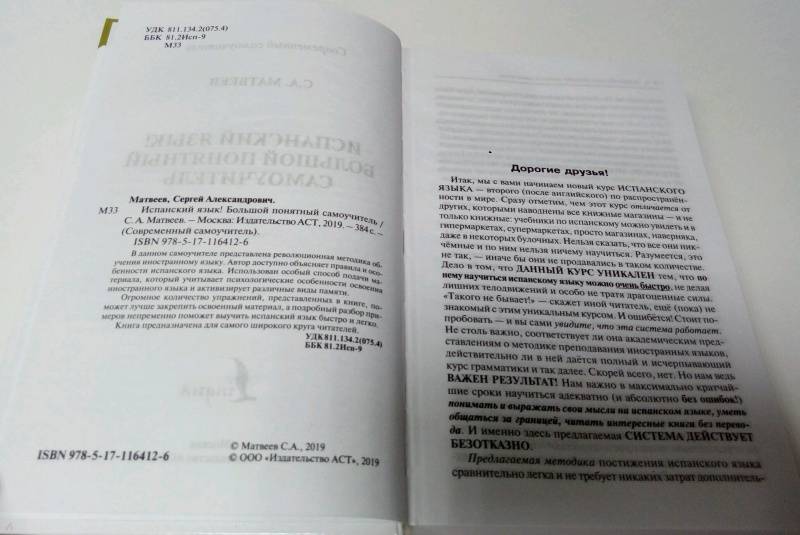 УДК 811.134.2(075.4)
ББК 81.2Исп-9
М33
Современный самоучитель
С.А. МАТВЕЕВ
ИСПАНСКИЙ ЯЗЫК!
БОЛЬШОЙ ПОНЯТНЫЙ
САМОУЧИТЕЛЬ
Матвеев, Сергей Александрович.
М33 Испанский язык! Большой понятный самоучитель /
С. А. Матвеев. – Москва: Издательство АСТ, 2019. – 384 с. –
(Современный самоучитель).
ISBN 978-5-17-116412-6
В данном самоучителе представлена революционная методика обу-
чения иностранному языку. Автор доступно объясняет правила и осо-
бенности испанского языка. Использован особый способ подачи ма-
териала, который учитывает психологические особенности освоения
иностранного языка и активизирует различные виды памяти.
Огромное количество упражнений, представленных в книге, по-
может лучше закрепить освоенный материал, а подробный разбор при-
меров непременно поможет выучить испанский язык быстро и легко.
Книга предназначена для самого широкого круга читателей.
УДК 811.134.2(075.4)
ББК 81.2Исп-9
ISBN 978-5-17-116412-6
© Матвеев С.А., 2019
© ООО «Издательство АСТ», 2019
Дорогие друзья!
Итак, мы с вами начинаем новый курс ИСПАНСКОГО
ЯЗЫКА — второго (после английского) по распространён-
ности в мире. Сразу отметим, чем этот курс отличается от
других, которыми наводнены все книжные магазины — и не
только книжные: учебники по испанскому можно увидеть и в
гипермаркетах, супермаркетах, просто магазинах, наверняка,
даже в некоторых булочных. Нельзя сказать, что все они ник-
чёмные и по ним нельзя ничему научиться. Разумеется, это
не так, — иначе бы они не продавались в таком количестве.
Дело в том, что ДАННЫЙ КУРС УНИКАЛЕН тем, что по
нему научиться испанскому языку можно очень быстро, не делая
лишних телодвижений и особо не тратя драгоценные силы.
«Такого не бывает!» — скажет иной читатель, ещё (пока) не
знакомый с этим уникальным курсом. И ошибётся! Стоит по-
пробовать — и вы сами увидите, что эта система работает.
Не столь важно, соответствует ли она академическим пред-
ставлениям о методике преподавания иностранных языков,
действительно ли в ней даётся полный и исчерпывающий
курс грамматики и так далее. Скорей всего, нет. Но нам ведь
ВАЖЕН РЕЗУЛЬТАТ! Нам важно в максимально кратчай-
шие сроки научиться адекватно (и абсолютно без ошибок!)
понимать и выражать свои мысли на испанском языке, уметь
общаться за границей, читать интересные книги без перево-
да. И именно здесь предлагаемая СИСТЕМА ДЕЙСТВУЕТ
БЕЗОТКАЗНО.
Предлагаемая методика постижения испанского языка
сравнительно легка и не требует никаких затрат дополнитель-